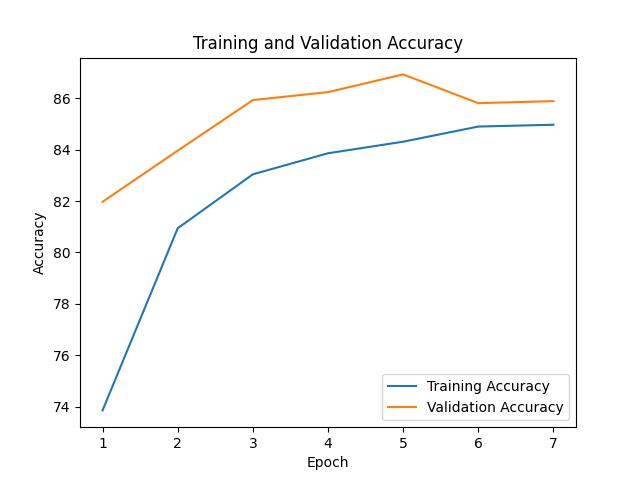 Training and Validation Accuracy
Accuracy
86
84
82
80
78
76
74
Training Accuracy
Validation Accuracy
1 2 3 4 5 6 7
Epoch